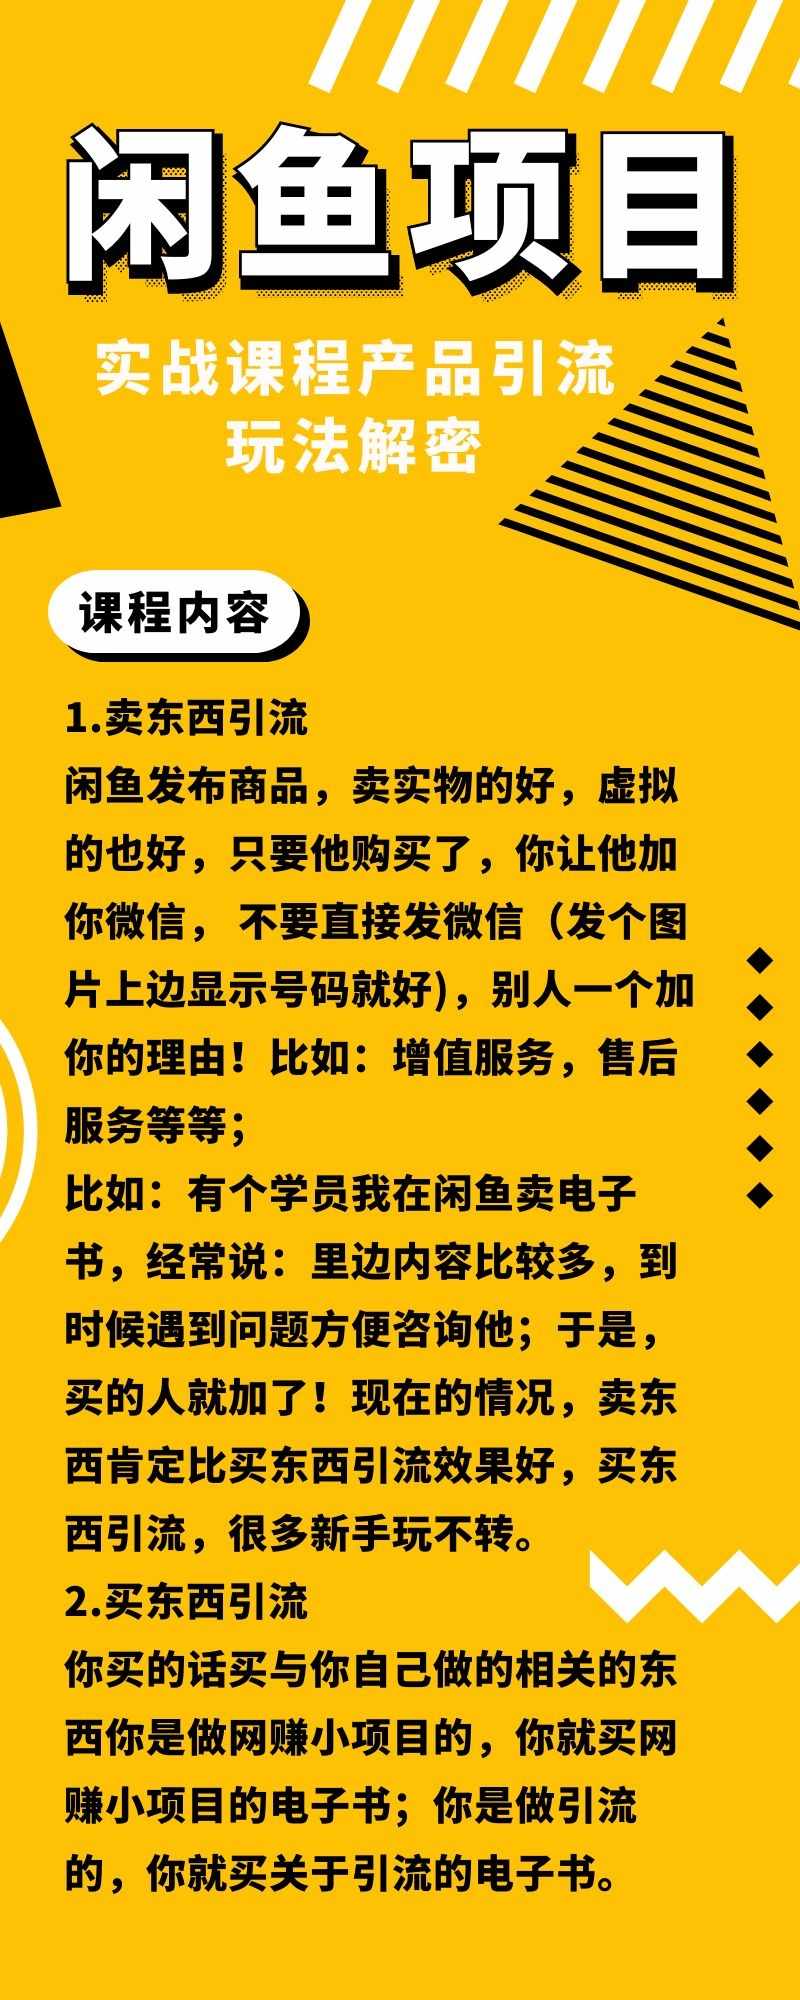 闲鱼项目
实战课程产品引流
玩法解密
课程内容
1.卖东西引流
闲鱼发布商品，卖实物的好，虚拟
的也好，只要他购买了，你让他加
你微信， 不要直接发微信（发个图
片上边显示号码就好)，别人一个加
你的理由！比如：增值服务，售后
服务等等；
比如：有个学员我在闲鱼卖电子
书，经常说：里边内容比较多，到
时候遇到问题方便咨询他；于是，
买的人就加了！现在的情况，卖东
西肯定比买东西引流效果好，买东
西引流，很多新手玩不转。
2.买东西引流
你买的话买与你自己做的相关的东
西你是做网赚小项目的，你就买网
赚小项目的电子书；你是做引流
的，你就买关于引流的电子书。